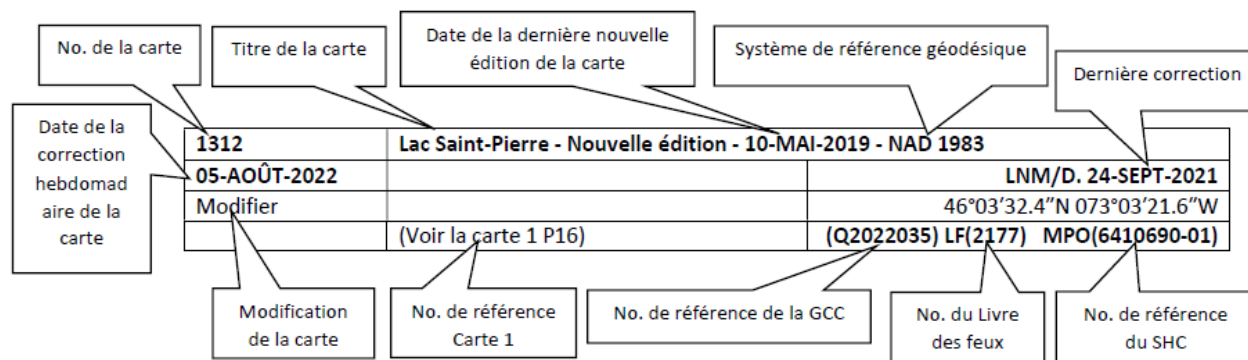 No. de la carte
Titre de la carte
Date de la dernière nouvelle
édition de la carte
Système de référence géodésique
Dernière correction
Date de la
correction
hebdomad
aire de la
carte
1312 Lac Saint-Pierre - Nouvelle édition - 10-MAI-2019 - NAD 1983
05-AOÛT-2022 LNM/D. 24-SEPT-2021
Modifier 46°03′32.4″N 073°03′21.6″W
(Voir la carte 1 P16) (Q2022035) LF(2177) MPO(6410690-01)
Modification
de la carte
No. de référence
Carte 1
No. de référence de la GCC
No. du Livre
des feux
No. de référence
du SHC